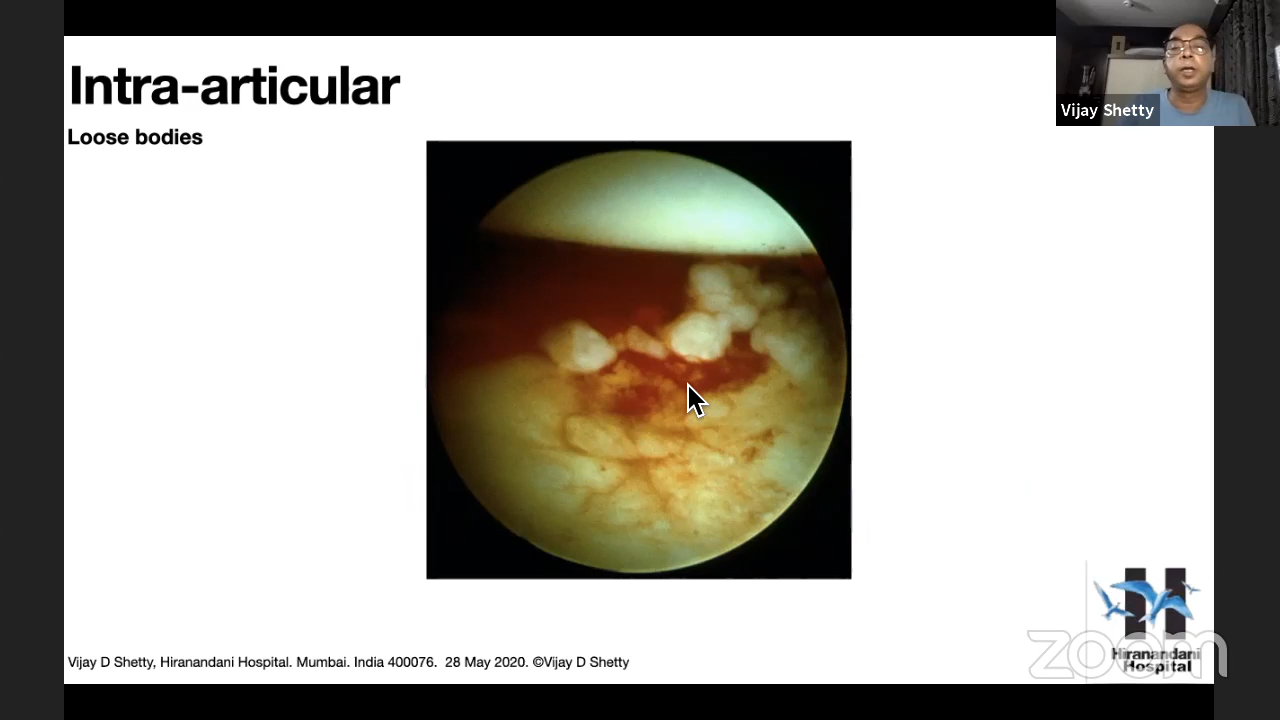 Intra-articular
Loose bodies
Vijay Shetty
Vijay D Shetty, Hiranandani Hospital. Mumbai. India 400076.  28 May 2020. ©Vijay D Shetty
H
Hiranandani
Hospital
zoom